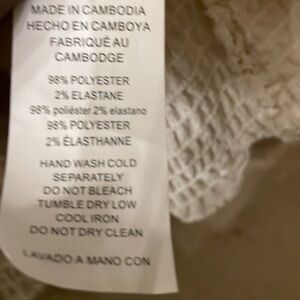 MADE IN CAMBODIA
HECHO EN CAMBOYA
FABRIQUÉ AU
CAMBODGE
98% POLYESTER
2% ELASTANE
98% poliéster 2% elastano
98% POLYESTER
2% ÉLASTHANNE
HAND WASH COLD
SEPARATELY
DO NOT BLEACH
TUMBLE DRY LOW
COOL IRON
DO NOT DRY CLEAN
LAVADO A MANO CON